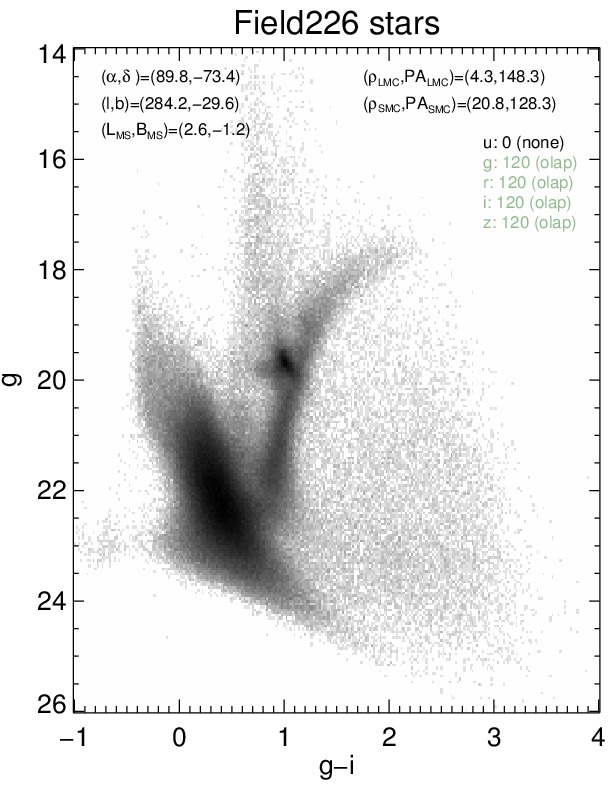 Field226 stars
(α,δ)=(89.8,−73.4)
(ρLMC,PALMC)=(4.3,148.3)
(l,b)=(284.2,−29.6)
(ρSMC,PASMC)=(20.8,128.3)
(LMS,BMS)=(2.6,−1.2)
u: 0 (none)
g: 120 (olap)
r: 120 (olap)
i: 120 (olap)
z: 120 (olap)
14
16
18
20
22
24
26
g
−1 0 1 2 3 4
g−i